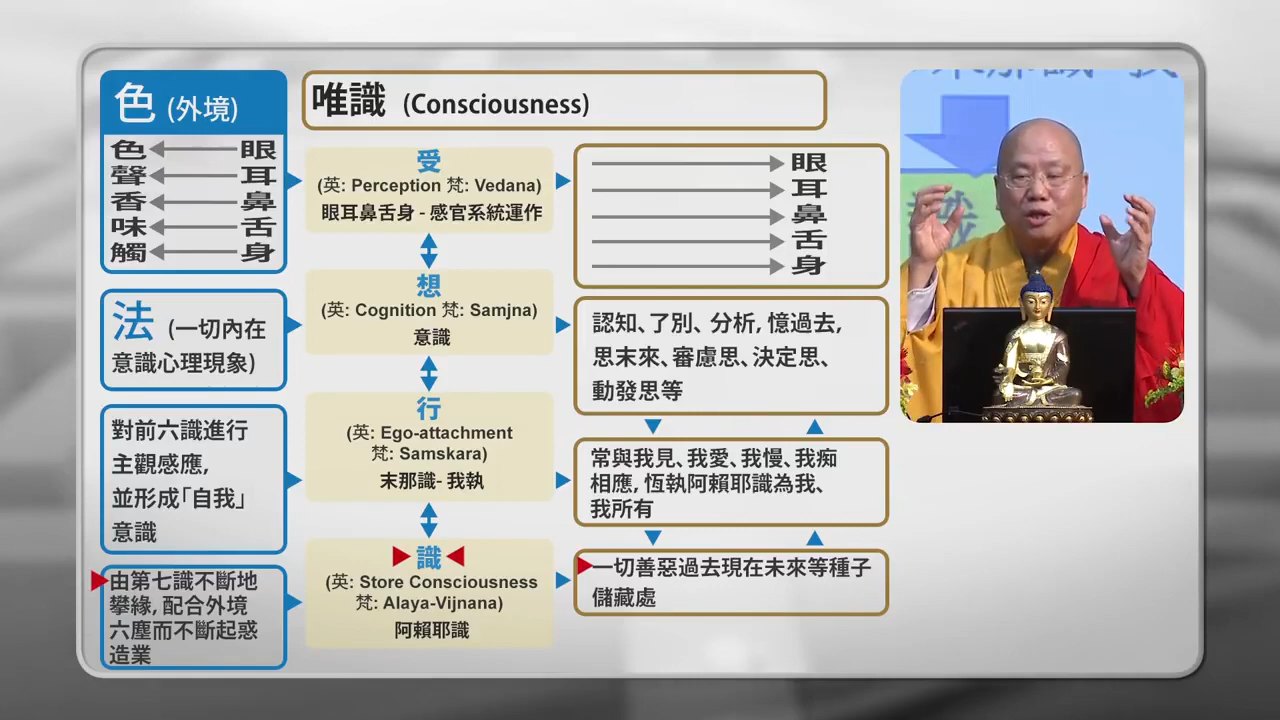 色 (外境)
色 眼
聲 耳
香 鼻
味 舌
觸 身
唯識 (Consciousness)
受
(英: Perception 梵: Vedana)
眼耳鼻舌身 - 感官系統運作
眼
耳
鼻
舌
身
法 (一切內在
意識心理現象)
想
(英: Cognition 梵: Samjna)
意識
認知、了別、分析, 憶過去,
思末來、審慮思、決定思、
動發思等
對前六識進行
主觀感應,
並形成「自我」
意識
行
(英: Ego-attachment
梵: Samskara)
末那識- 我執
常與我見、我愛、我慢、我痴
相應, 恆執阿賴耶識為我、
我所有
由第七識不斷地
攀緣, 配合外境
六塵而不斷起惑
造業
識
(英: Store Consciousness
梵: Alaya-Vijnana)
阿賴耶識
一切善惡過去現在未來等種子
儲藏處